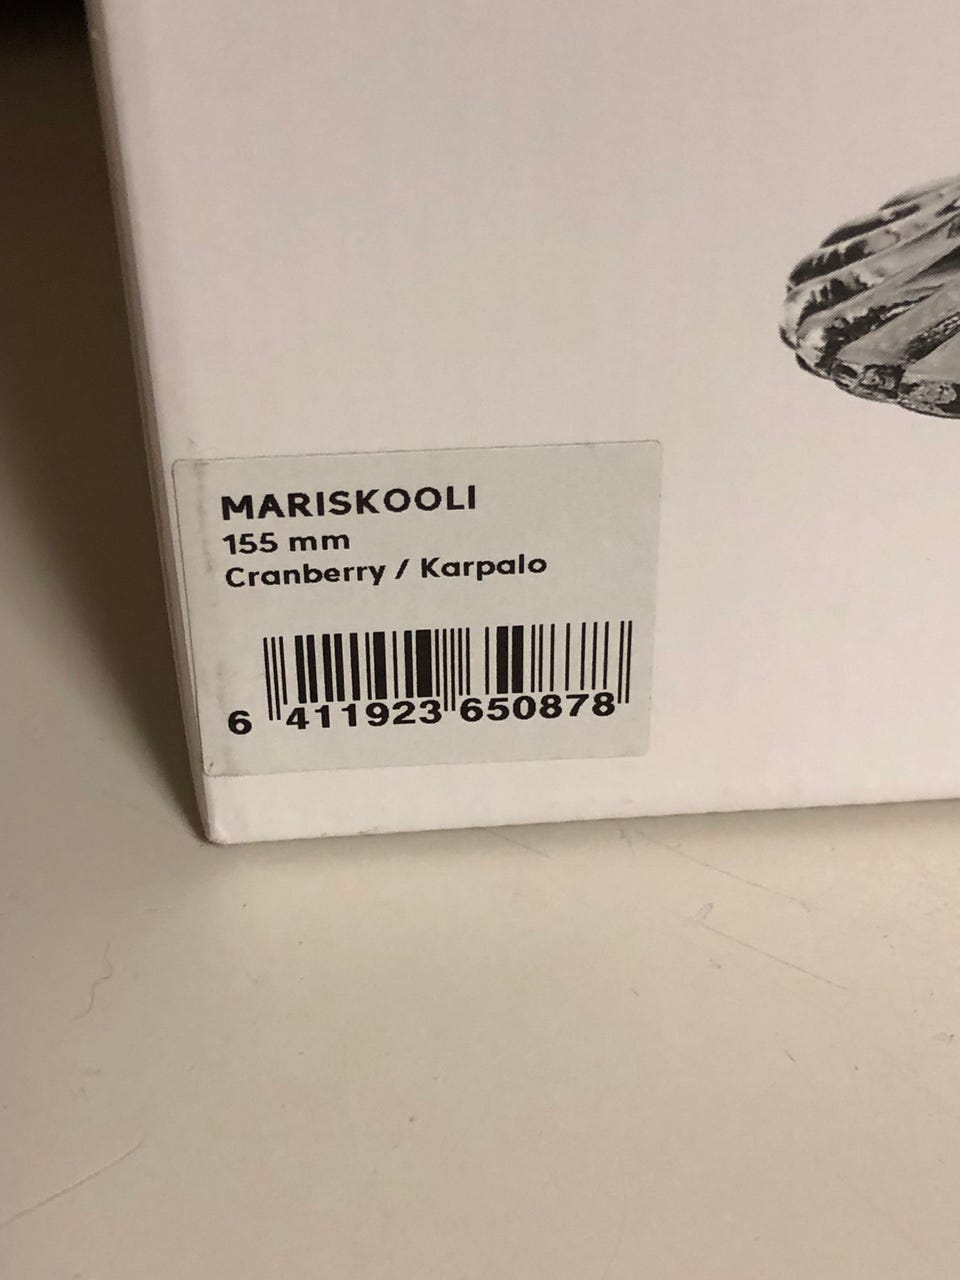 MARISKOOLI
155 mm
Cranberry / Karpalo
6 411923 650878